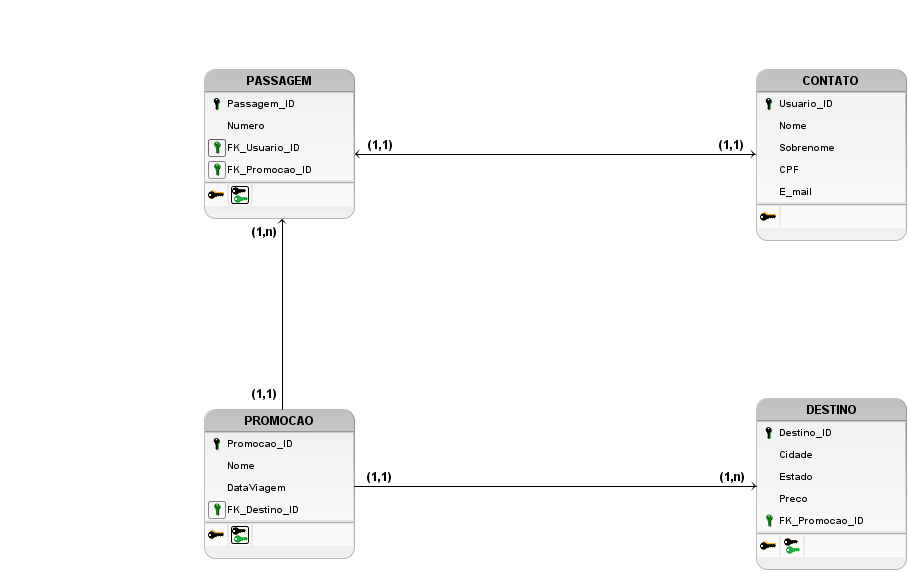 PASSAGEM
Passagem_ID
Numero
FK_Usuario_ID
FK_Promocao_ID
(1,1)
(1,1)
CONTATO
Usuario_ID
Nome
Sobrenome
CPF
E_mail
(1,n)
(1,1)
PROMOCAO
Promocao_ID
Nome
DataViagem
FK_Destino_ID
(1,1)
(1,n)
DESTINO
Destino_ID
Cidade
Estado
Preco
FK_Promocao_ID